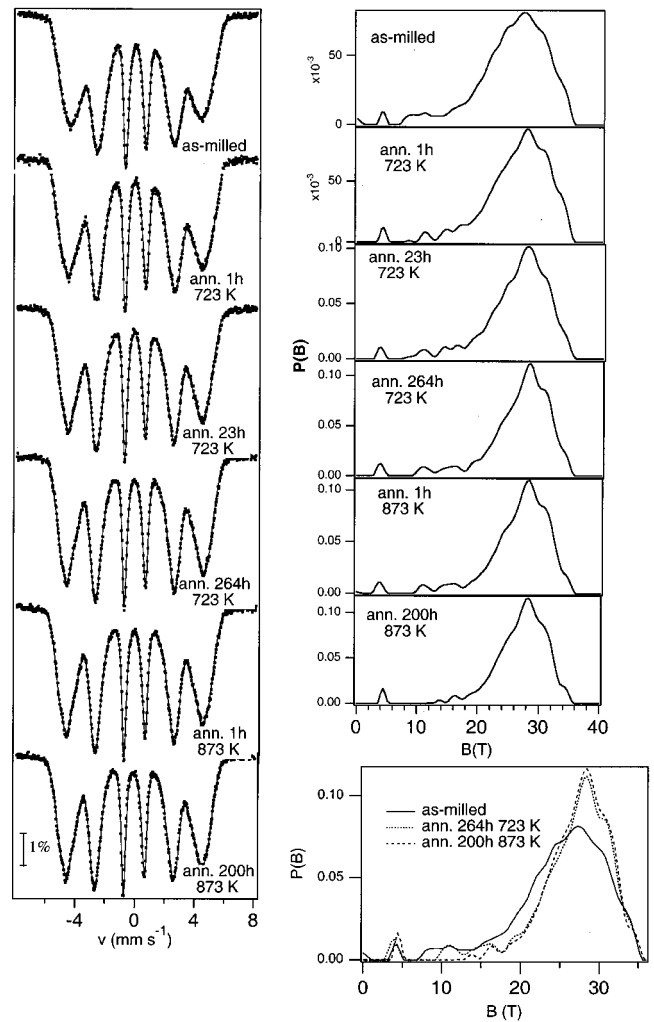 as-milled
ann. 1h
723 K
ann. 23h
723 K
ann. 264h
723 K
ann. 1h
873 K
1%
ann. 200h
873 K
-4 0 4 8
v (mm s⁻¹)
as-milled
x10⁻³
50
0
ann. 1h
723 K
x10⁻³
50
0
ann. 23h
723 K
0.10
0.05
0.00
P(B)
ann. 264h
723 K
0.10
0.05
0.00
ann. 1h
873 K
0.10
0.05
0.00
ann. 200h
873 K
0.10
0.05
0.00
0 10 20 30 40
B(T)
0.10
0.05
0.00
P(B)
as-milled
ann. 264h 723 K
ann. 200h 873 K
0 10 20 30
B (T)